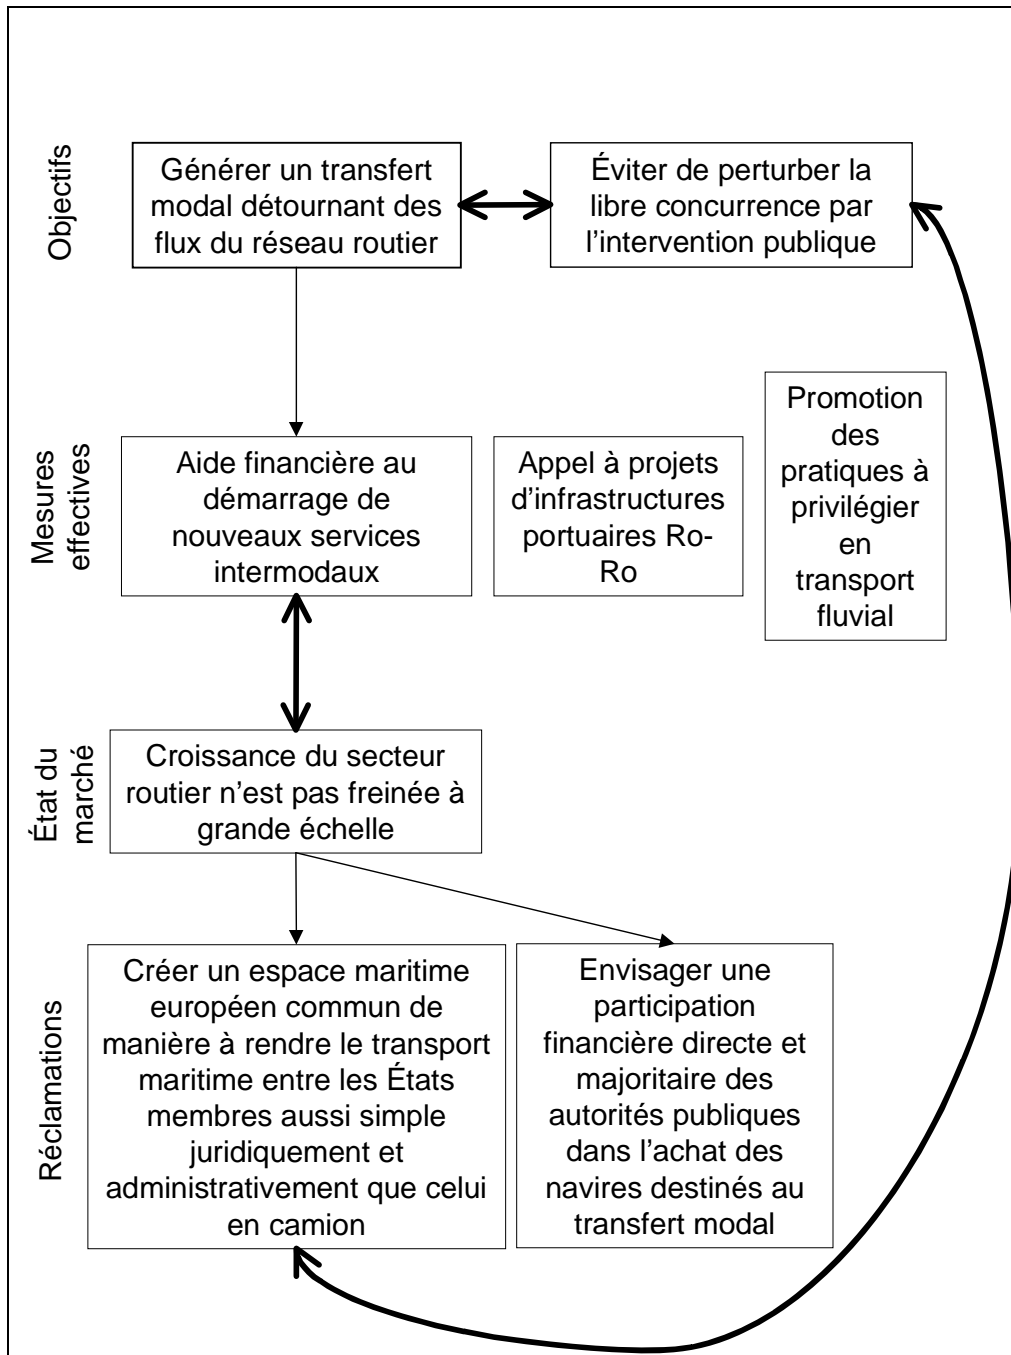 Objectifs
Générer un transfert
modal détournant des
flux du réseau routier
Éviter de perturber la
libre concurrence par
l’intervention publique
Mesures
effectives
Aide financière au
démarrage de
nouveaux services
intermodaux
Appel à projets
d’infrastructures
portuaires Ro-
Ro
Promotion
des
pratiques à
privilégier
en
transport
fluvial
État du
marché
Croissance du secteur
routier n’est pas freinée à
grande échelle
Réclamations
Créer un espace maritime
européen commun de
manière à rendre le transport
maritime entre les États
membres aussi simple
juridiquement et
administrativement que celui
en camion
Envisager une
participation
financière directe et
majoritaire des
autorités publiques
dans l’achat des
navires destinés au
transfert modal